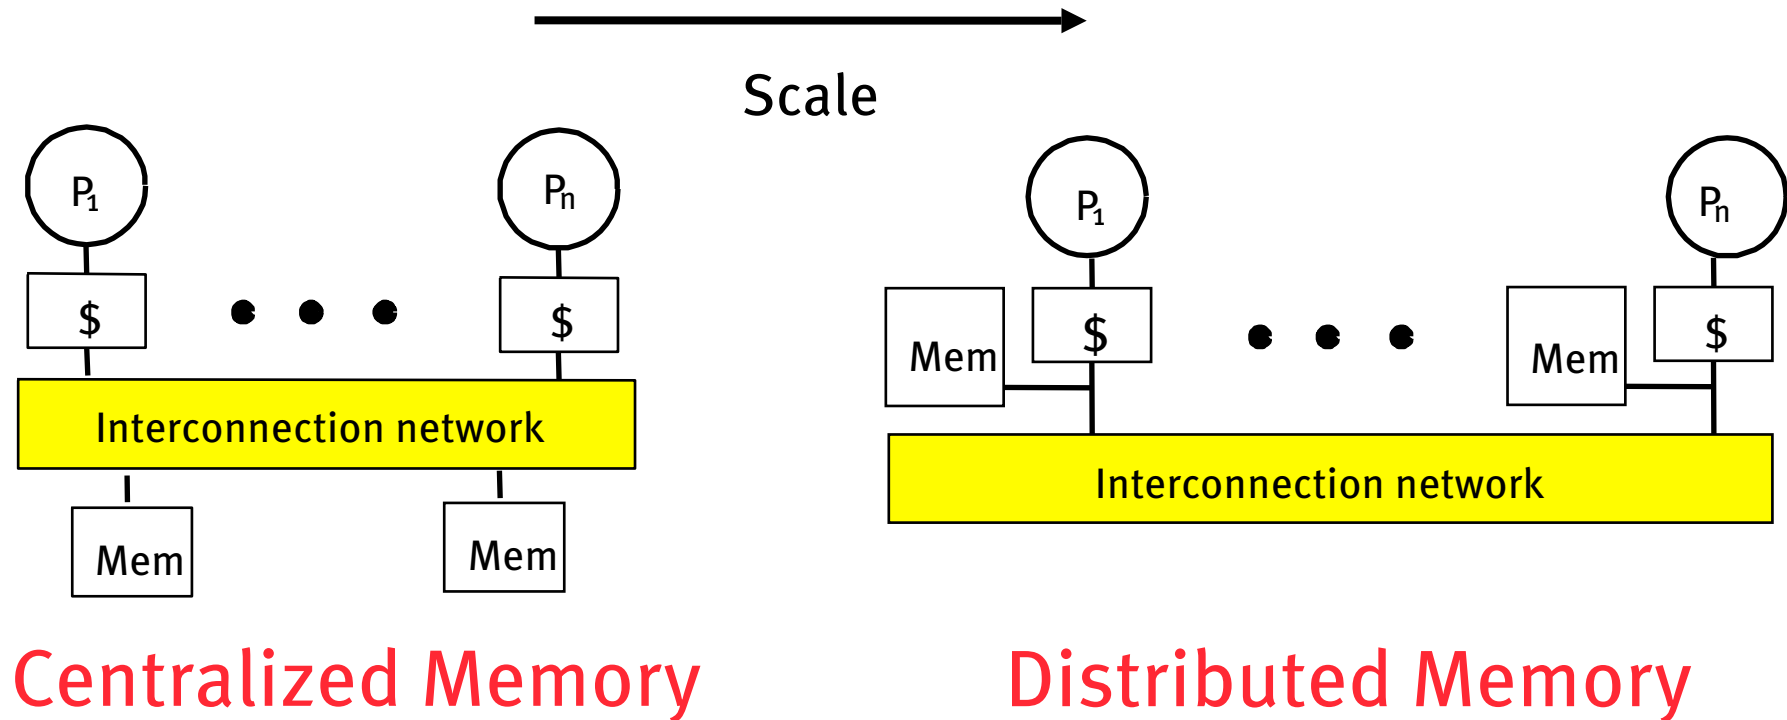 Scale
P1
Pn
$
$
Interconnection network
Mem
Mem
Centralized Memory
P1
Pn
Mem
$
Mem
$
Interconnection network
Distributed Memory